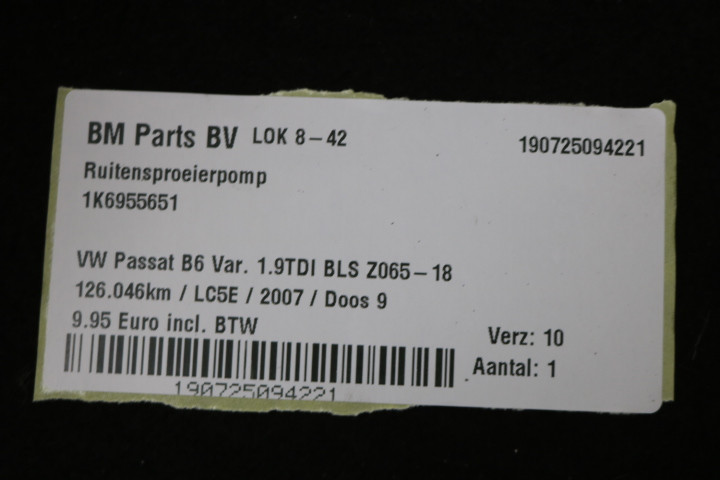 BM Parts BV LOK 8-42 190725094221
Ruitensproeierpomp
1K6955651
VW Passat B6 Var. 1.9TDI BLS Z065-18
126.046km / LC5E / 2007 / Doos 9
9.95 Euro incl. BTW
Verz: 10
Aantal: 1
190725094221